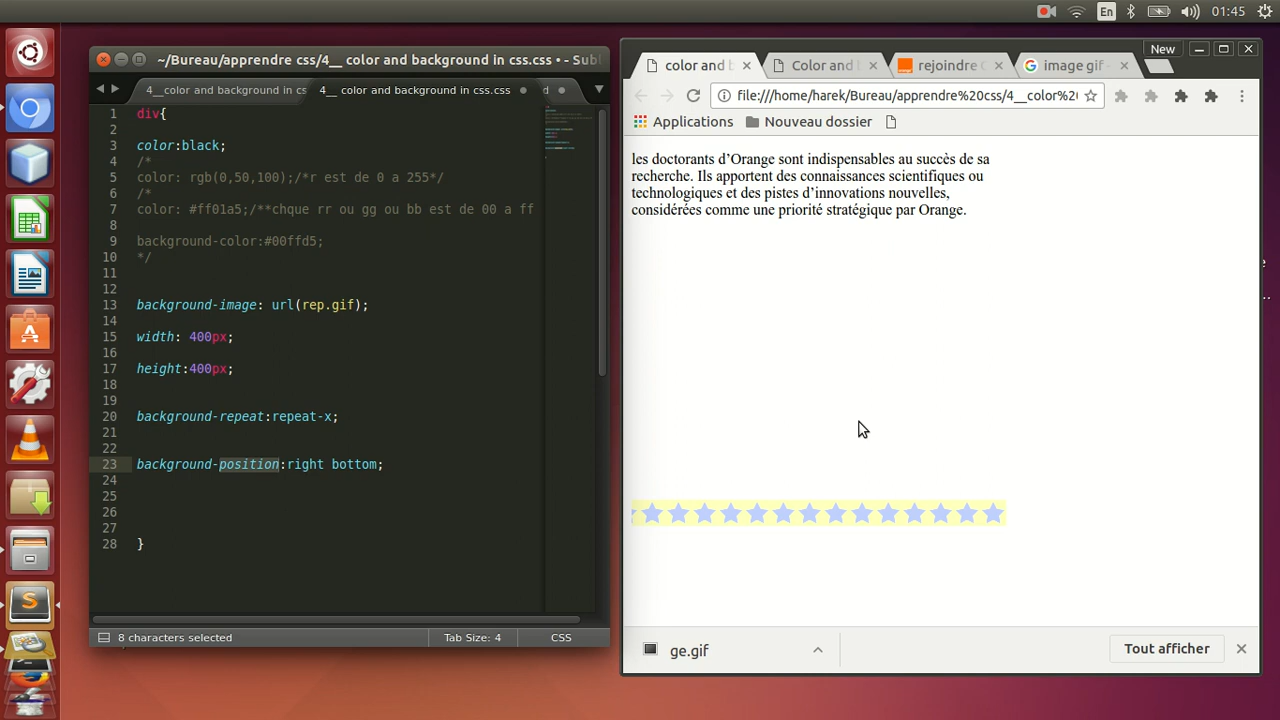 En
01:45
~/Bureau/apprendre css/4__ color and background in css.css • - Subl
4__color and background in cs
4__ color and background in css.css
d
1 div{
2
3 color:black;
4 /*
5 color: rgb(0,50,100);/*r est de 0 a 255*/
6 /*
7 color: #ff01a5;/**chque rr ou gg ou bb est de 00 a ff
8
9 background-color:#00ffd5;
10 */
11
12
13 background-image: url(rep.gif);
14
15 width: 400px;
16
17 height:400px;
18
19
20 background-repeat:repeat-x;
21
22
23 background-position:right bottom;
24
25
26
27
28 }
8 characters selected
Tab Size: 4
CSS
New
color and b
Color and b
rejoindre O
image gif -
file:///home/harek/Bureau/apprendre%20css/4__color%2
Applications
Nouveau dossier
les doctorants d’Orange sont indispensables au succès de sa
recherche. Ils apportent des connaissances scientifiques ou
technologiques et des pistes d’innovations nouvelles,
considérées comme une priorité stratégique par Orange.
ge.gif
Tout afficher